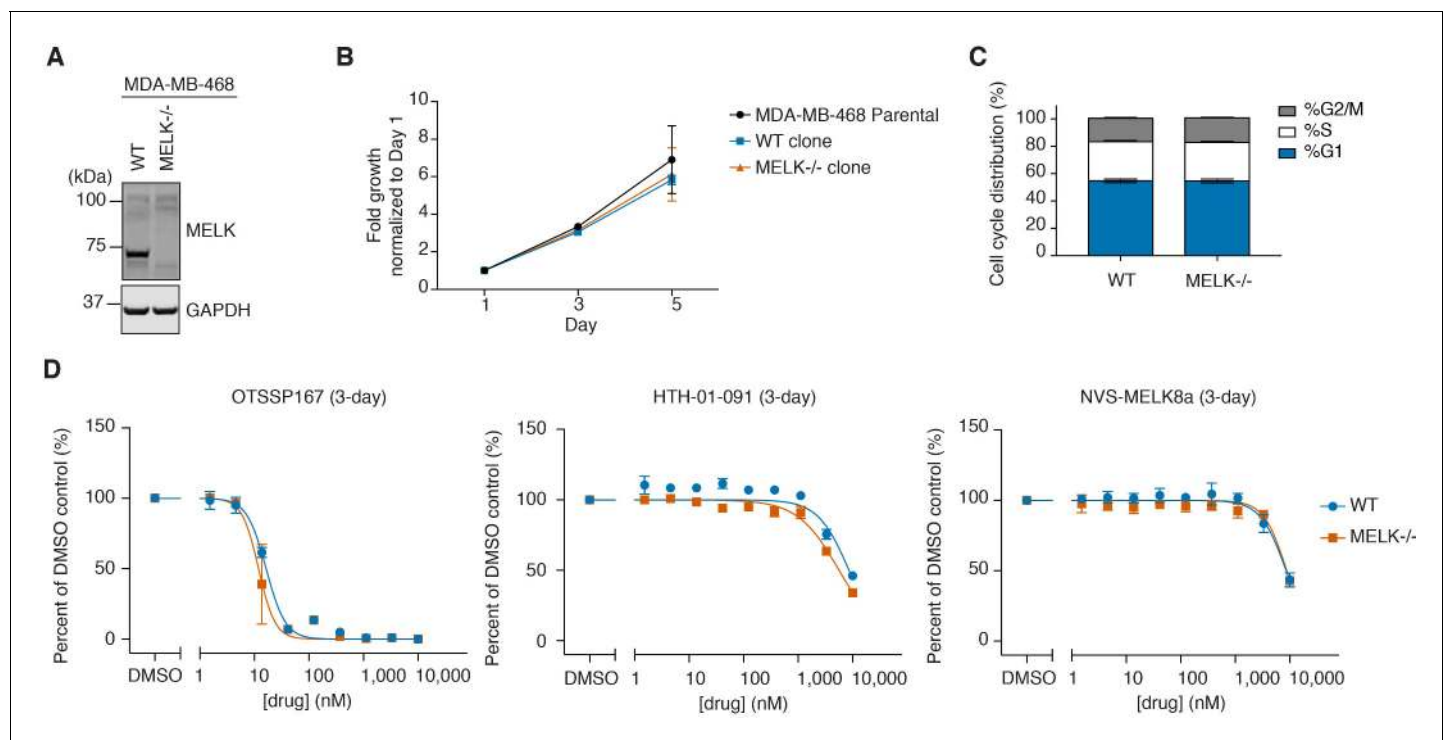 A
MDA-MB-468
WT
MELK-/-
(kDa)
100
75
37
MELK
GAPDH
B
Fold growth
normalized to Day 1
10
8
6
4
2
0
1
3
5
Day
MDA-MB-468 Parental
WT clone
MELK-/- clone
C
Cell cycle distribution (%)
100
80
60
40
20
0
WT
MELK-/-
%G2/M
%S
%G1
D
OTSSP167 (3-day)
Percent of DMSO control (%)
150
100
50
0
DMSO
1
10
100
1,000
10,000
[drug] (nM)
HTH-01-091 (3-day)
Percent of DMSO control (%)
150
100
50
0
DMSO
1
10
100
1,000
10,000
[drug] (nM)
NVS-MELK8a (3-day)
Percent of DMSO control (%)
150
100
50
0
DMSO
1
10
100
1,000
10,000
[drug] (nM)
WT
MELK-/-